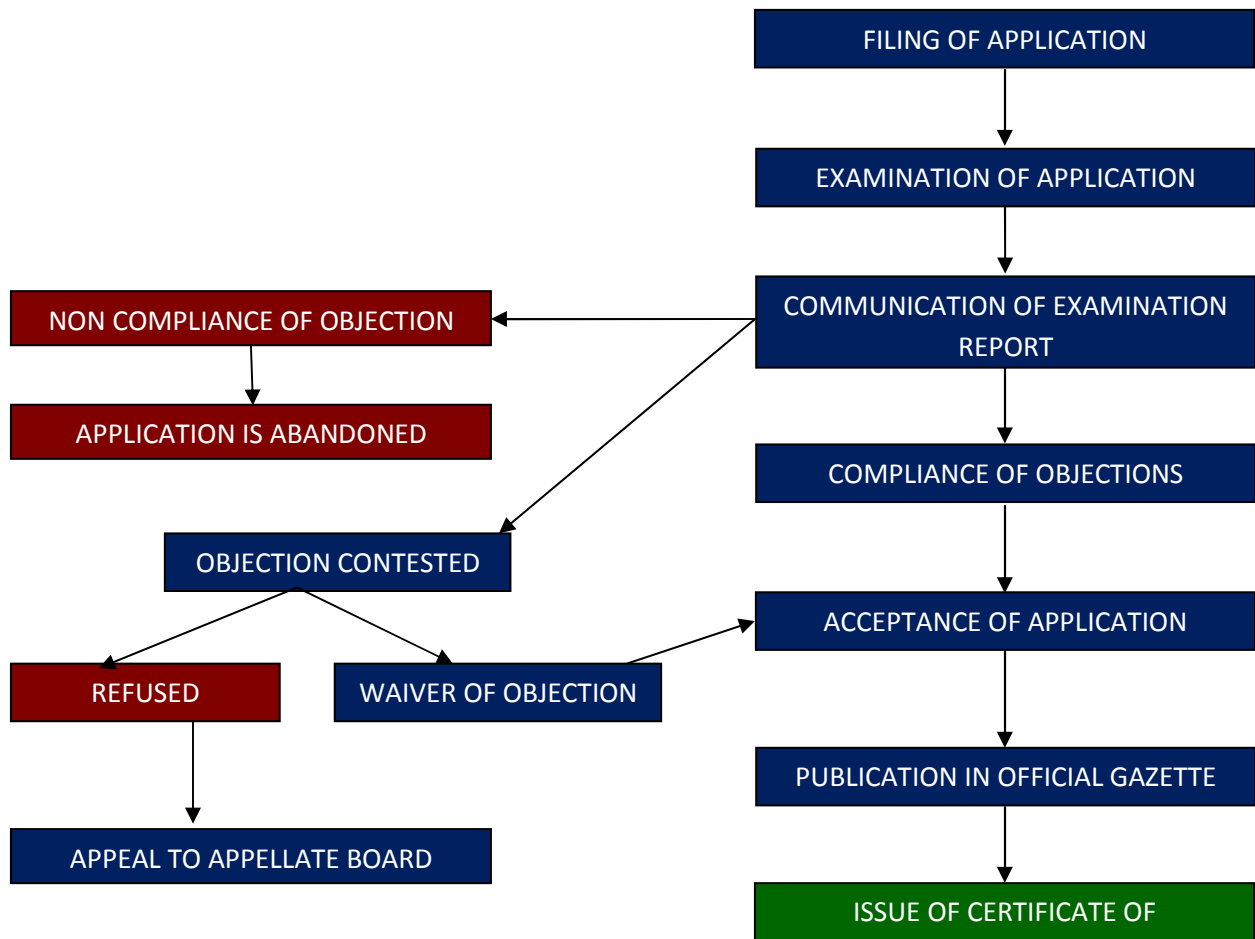 FILING OF APPLICATION
EXAMINATION OF APPLICATION
COMMUNICATION OF EXAMINATION
REPORT
NON COMPLIANCE OF OBJECTION
APPLICATION IS ABANDONED
COMPLIANCE OF OBJECTIONS
OBJECTION CONTESTED
ACCEPTANCE OF APPLICATION
REFUSED
WAIVER OF OBJECTION
PUBLICATION IN OFFICIAL GAZETTE
APPEAL TO APPELLATE BOARD
ISSUE OF CERTIFICATE OF